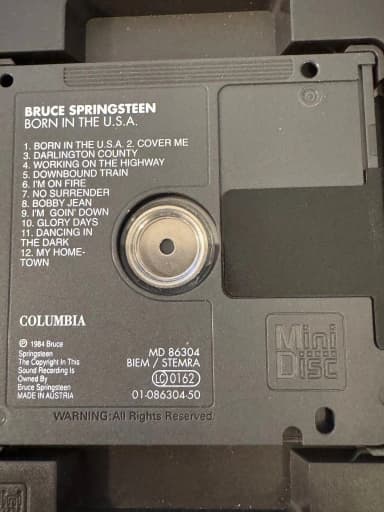 BRUCE SPRINGSTEEN
BORN IN THE U.S.A.
1. BORN IN THE U.S.A. 2. COVER ME
3. DARLINGTON COUNTY
4. WORKING ON THE HIGHWAY
5. DOWNBOUND TRAIN
6. I'M ON FIRE
7. NO SURRENDER
8. BOBBY JEAN
9. I'M GOIN' DOWN
10. GLORY DAYS
11. DANCING IN
THE DARK
12. MY HOME-
TOWN
COLUMBIA
℗ 1984 Bruce
Springsteen
The Copyright In This
Sound Recording Is
Owned By
Bruce Springsteen
MADE IN AUSTRIA
MD 86304
BIEM / STEMRA
LC 0162
01-086304-50
Mini
Disc
WARNING: All Rights Reserved.